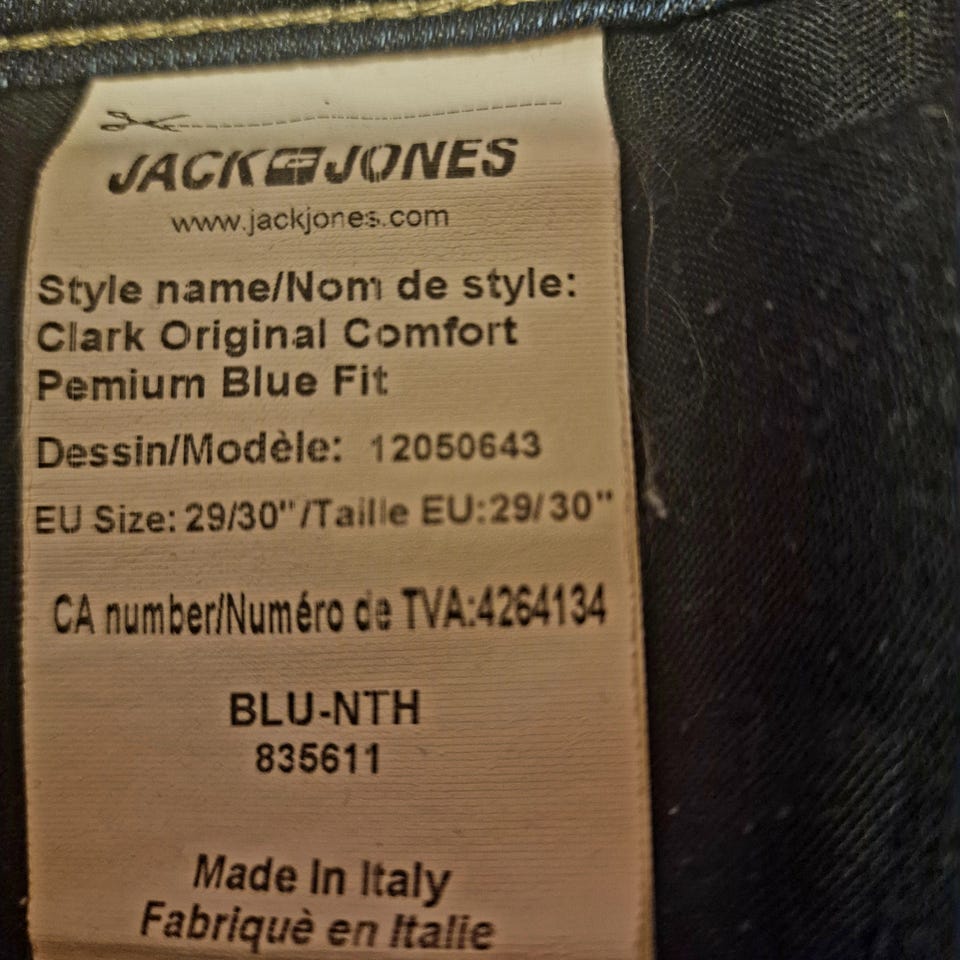 JACK JONES
www.jackjones.com
Style name/Nom de style:
Clark Original Comfort
Pemium Blue Fit
Dessin/Modèle: 12050643
EU Size: 29/30"/Taille EU:29/30"
CA number/Numéro de TVA:4264134
BLU-NTH
835611
Made In Italy
Fabriquè en Italie